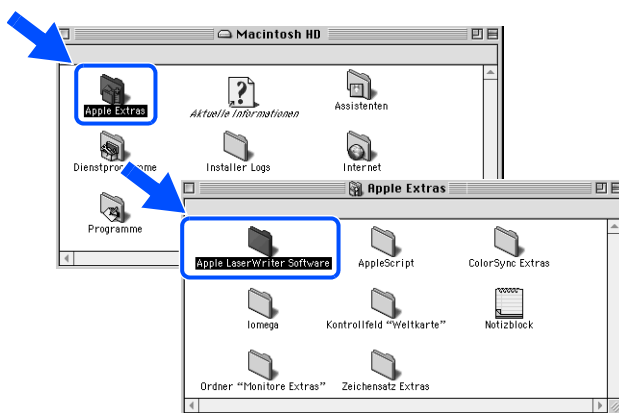 Macintosh HD
Apple Extras
Aktuelle Informationen
Assistenten
Dienstprogramme
Installer Logs
Internet
Programme
Apple Extras
Apple LaserWriter Software
AppleScript
ColorSync Extras
Iomega
Kontrollfeld “Weltkarte”
Notizblock
Ordner “Monitore Extras”
Zeichensatz Extras